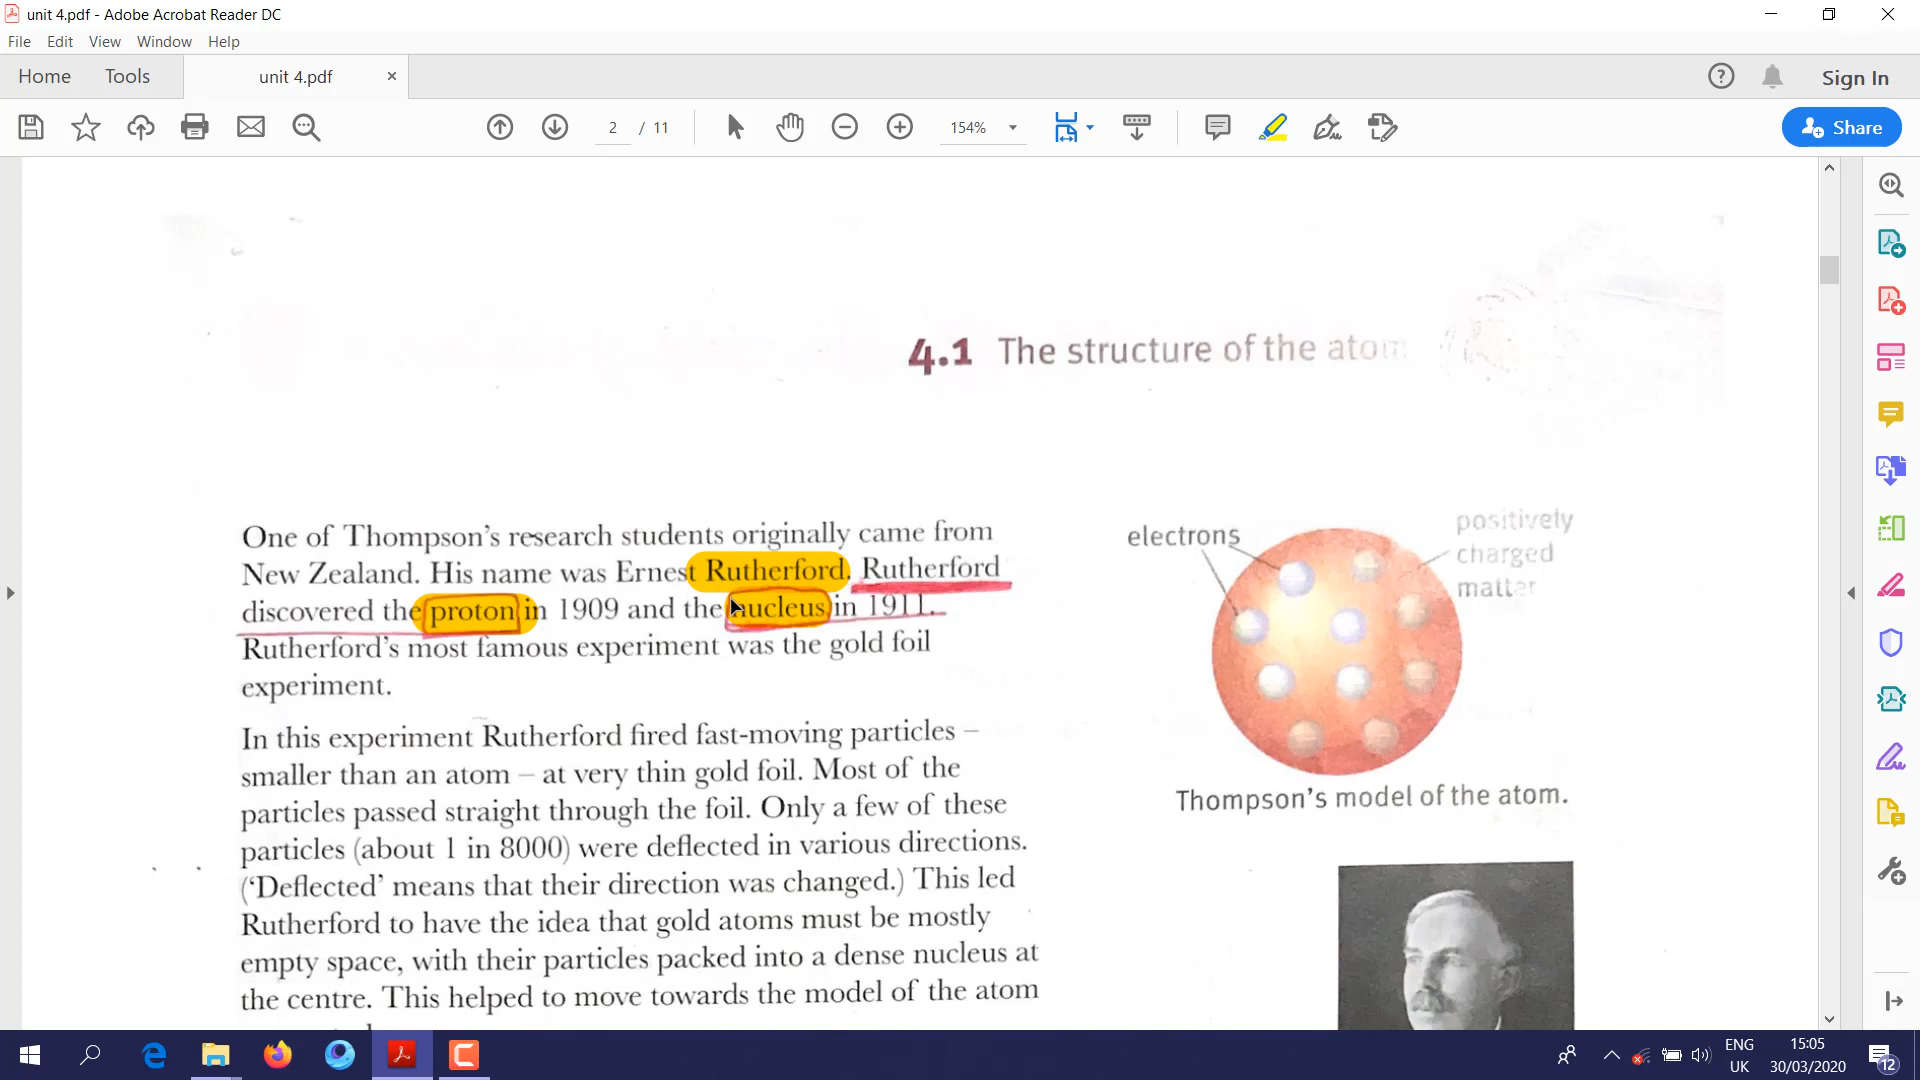 unit 4.pdf - Adobe Acrobat Reader DC
File Edit View Window Help
Home Tools unit 4.pdf × Sign In
2 / 11 154% Share
4.1 The structure of the atom
One of Thompson's research students originally came from
New Zealand. His name was Ernest Rutherford. Rutherford
discovered the proton in 1909 and the nucleus in 1911.
Rutherford's most famous experiment was the gold foil
experiment.
In this experiment Rutherford fired fast-moving particles –
smaller than an atom – at very thin gold foil. Most of the
particles passed straight through the foil. Only a few of these
particles (about 1 in 8000) were deflected in various directions.
('Deflected' means that their direction was changed.) This led
Rutherford to have the idea that gold atoms must be mostly
empty space, with their particles packed into a dense nucleus at
the centre. This helped to move towards the model of the atom
electrons
positively
charged
matter
Thompson's model of the atom.
ENG
UK
15:05
30/03/2020
12